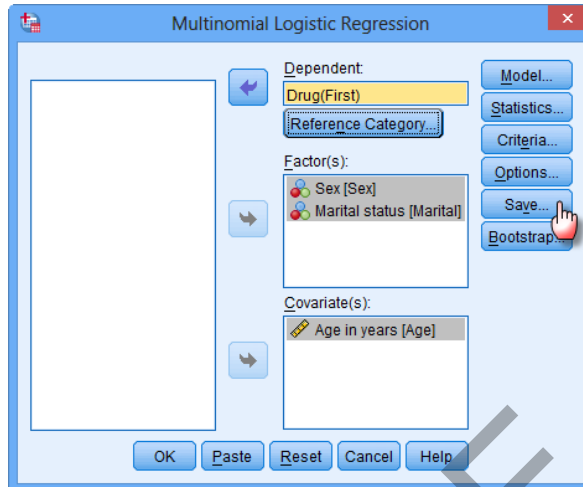 Multinomial Logistic Regression
Dependent:
Drug(First)
Reference Category...
Factor(s):
Sex [Sex]
Marital status [Marital]
Covariate(s):
Age in years [Age]
Model...
Statistics...
Criteria...
Options...
Save...
Bootstrap...
OK
Paste
Reset
Cancel
Help